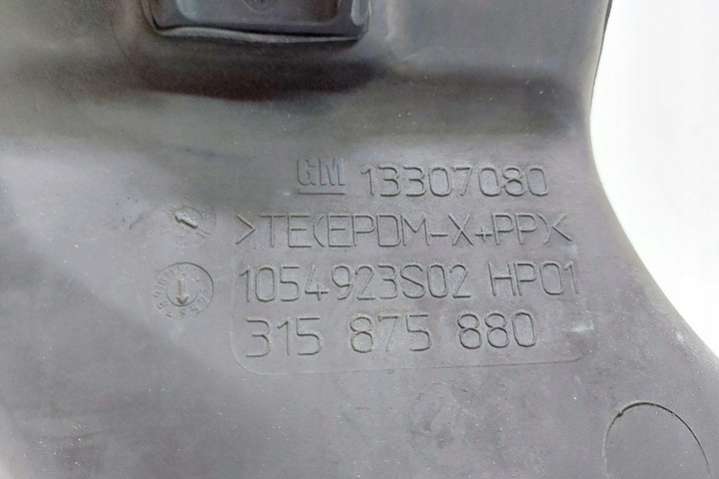 GM 13307080
>TE(EPDM-X+PP)<
1054923S02 HP01
315 875 880